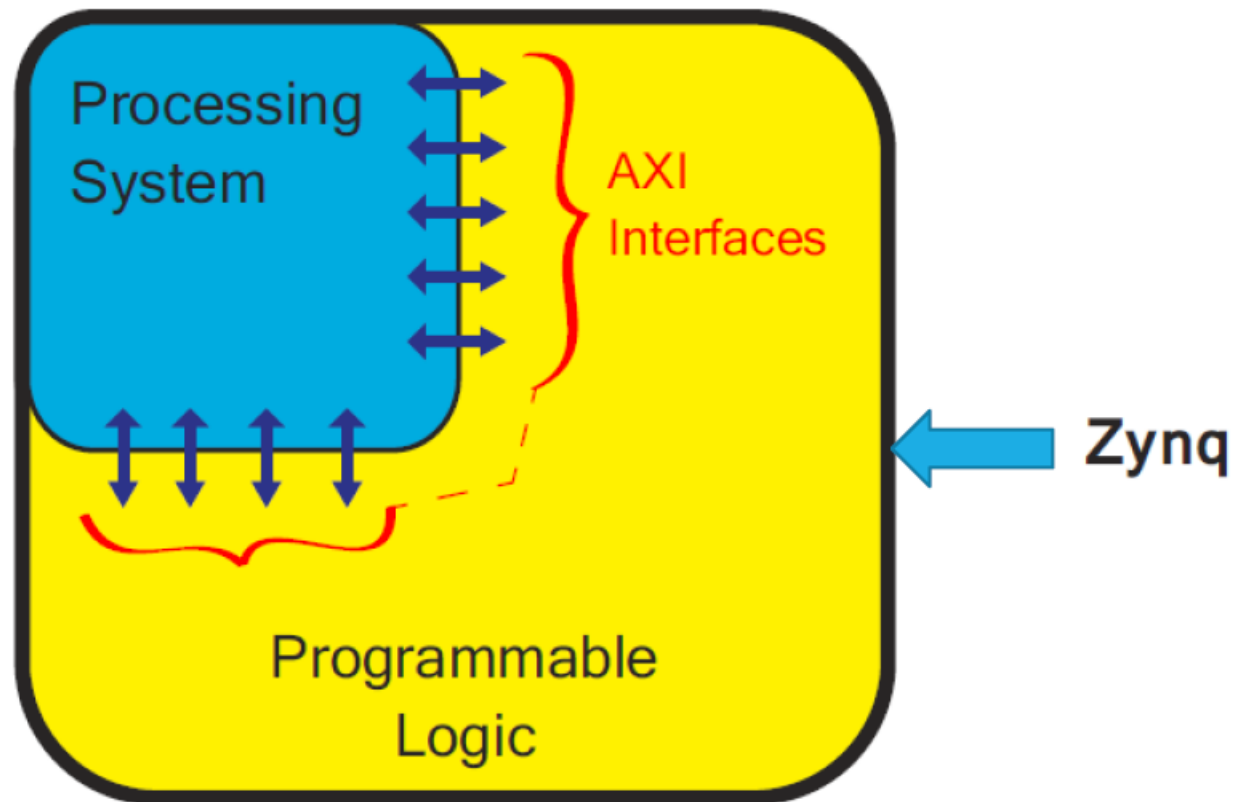 Processing
System
AXI
Interfaces
Zynq
Programmable
Logic